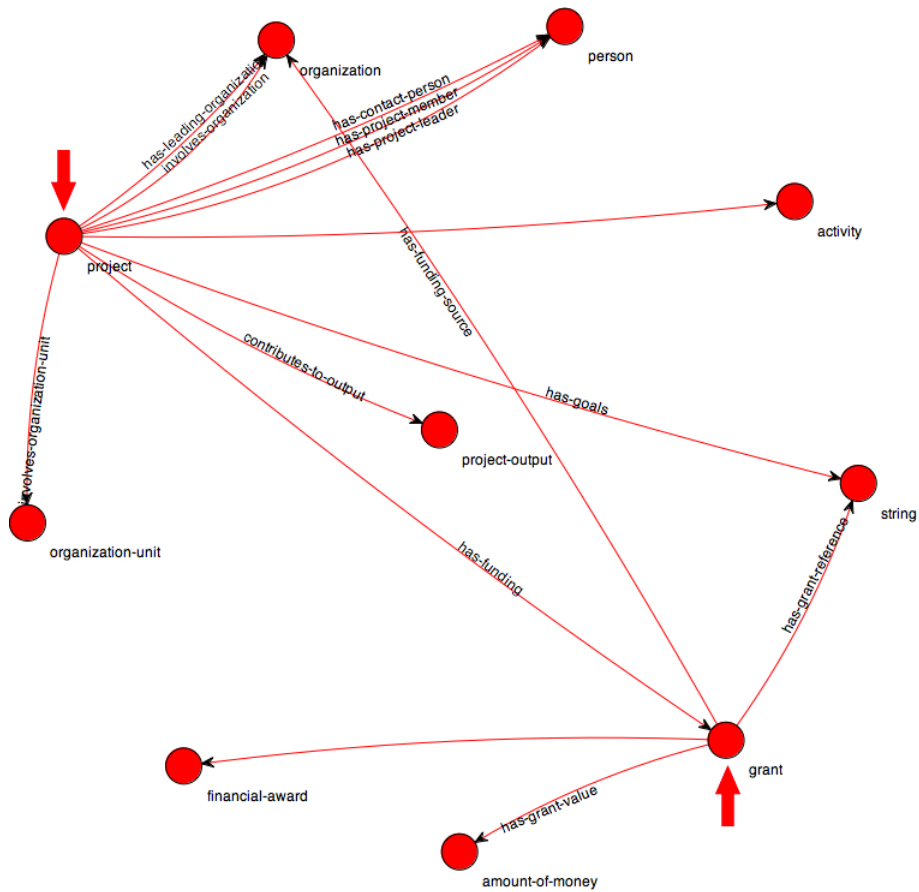 person
organization
has-leading-organization
involves-organization
has-contact-person
has-project-member
has-project-leader
activity
project
has-funding-source
contributes-to-output
involves-organization-unit
has-goals
project-output
string
organization-unit
has-funding
has-grant-reference
grant
financial-award
has-grant-value
amount-of-money